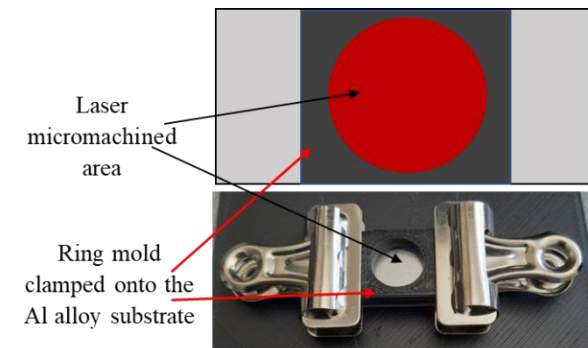 Laser
micromachined
area
Ring mold
clamped onto the
Al alloy substrate